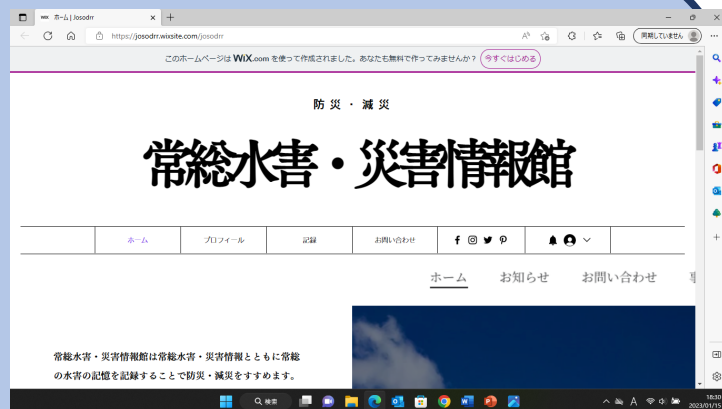 WiX ホーム | Josodrr
https://josodrr.wixsite.com/josodrr
同期していません
このホームページは WiX.com を使って作成されました。あなたも無料で作ってみませんか？ 今すぐはじめる
防災・減災
常総水害・災害情報館
ホーム プロフィール 記録 お問い合わせ
ホーム お知らせ お問い合わせ
常総水害・災害情報館は常総水害・災害情報とともに常総
の水害の記憶を記録することで防災・減災をすすめます。
検索
A
18:30
2023/01/15